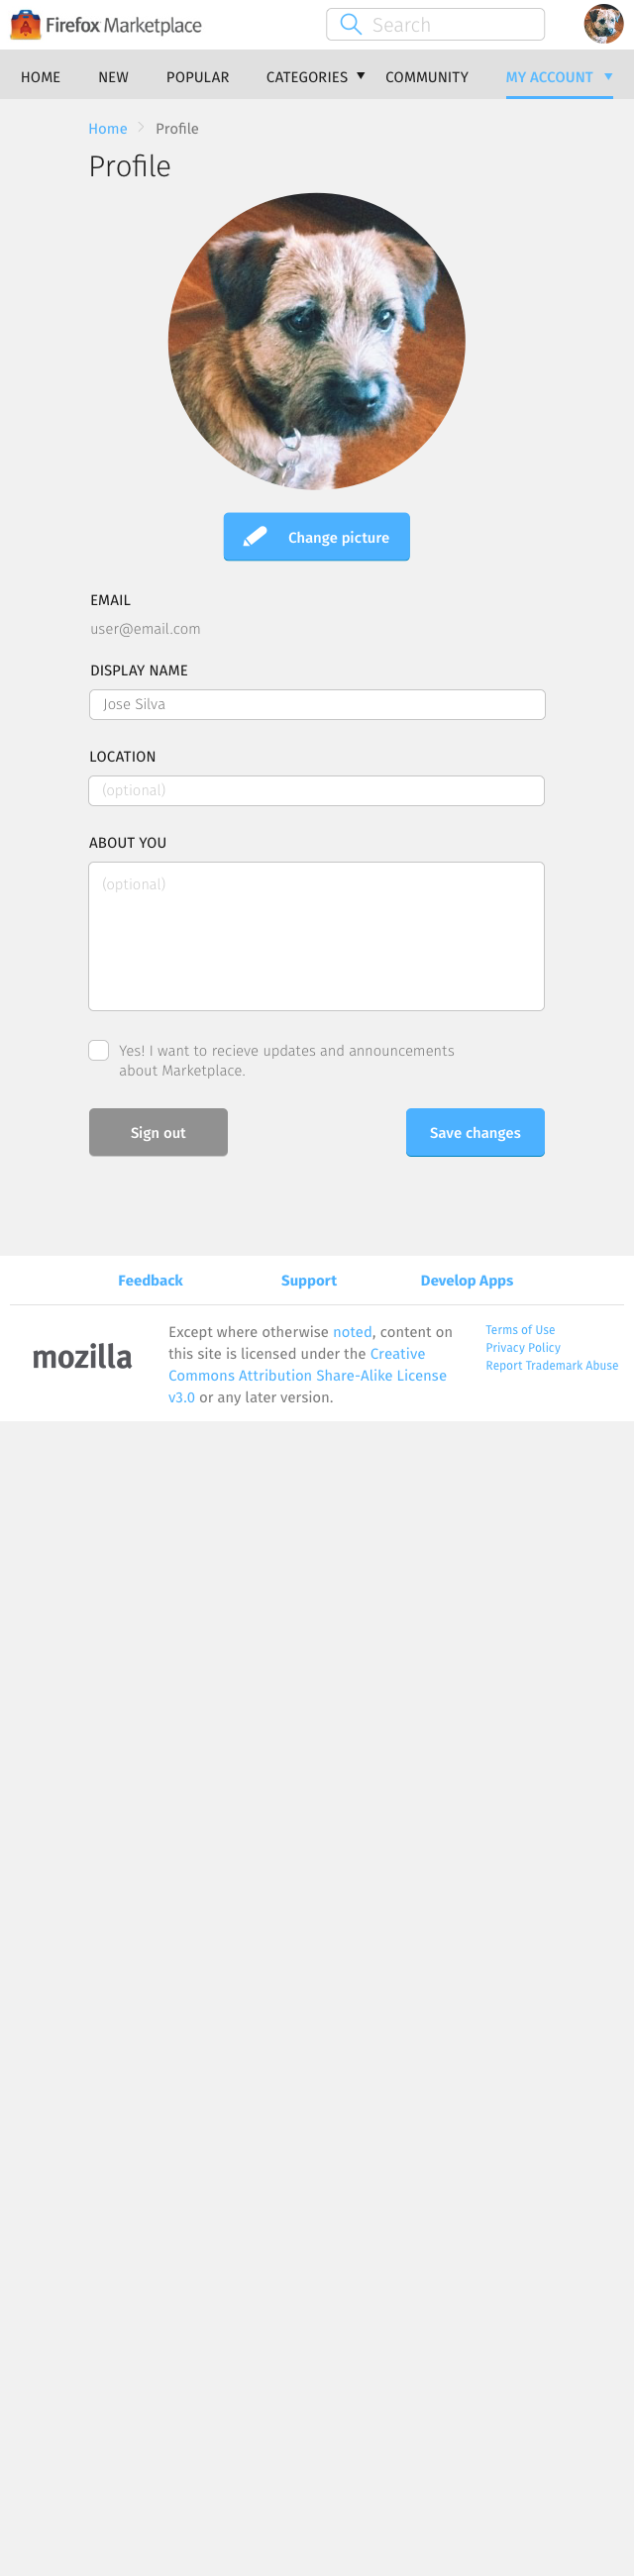 Firefox Marketplace
Search
HOME NEW POPULAR CATEGORIES COMMUNITY MY ACCOUNT
Home Profile
Profile
Change picture
EMAIL
user@email.com
DISPLAY NAME
Jose Silva
LOCATION
(optional)
ABOUT YOU
(optional)
Yes! I want to recieve updates and announcements
about Marketplace.
Sign out Save changes
Feedback Support Develop Apps
mozilla
Except where otherwise noted, content on
this site is licensed under the Creative
Commons Attribution Share-Alike License
v3.0 or any later version.
Terms of Use
Privacy Policy
Report Trademark Abuse